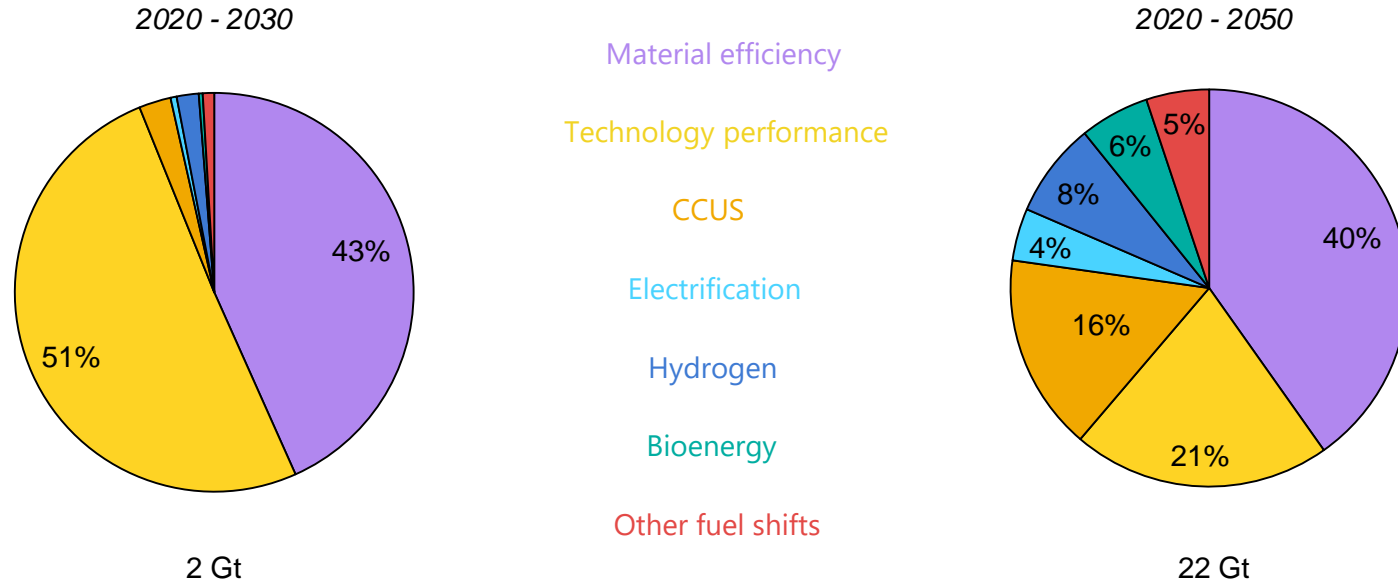 2020 - 2030
43%
51%
2 Gt
Material efficiency
Technology performance
CCUS
Electrification
Hydrogen
Bioenergy
Other fuel shifts
2020 - 2050
5%
6%
8%
4%
40%
16%
21%
22 Gt